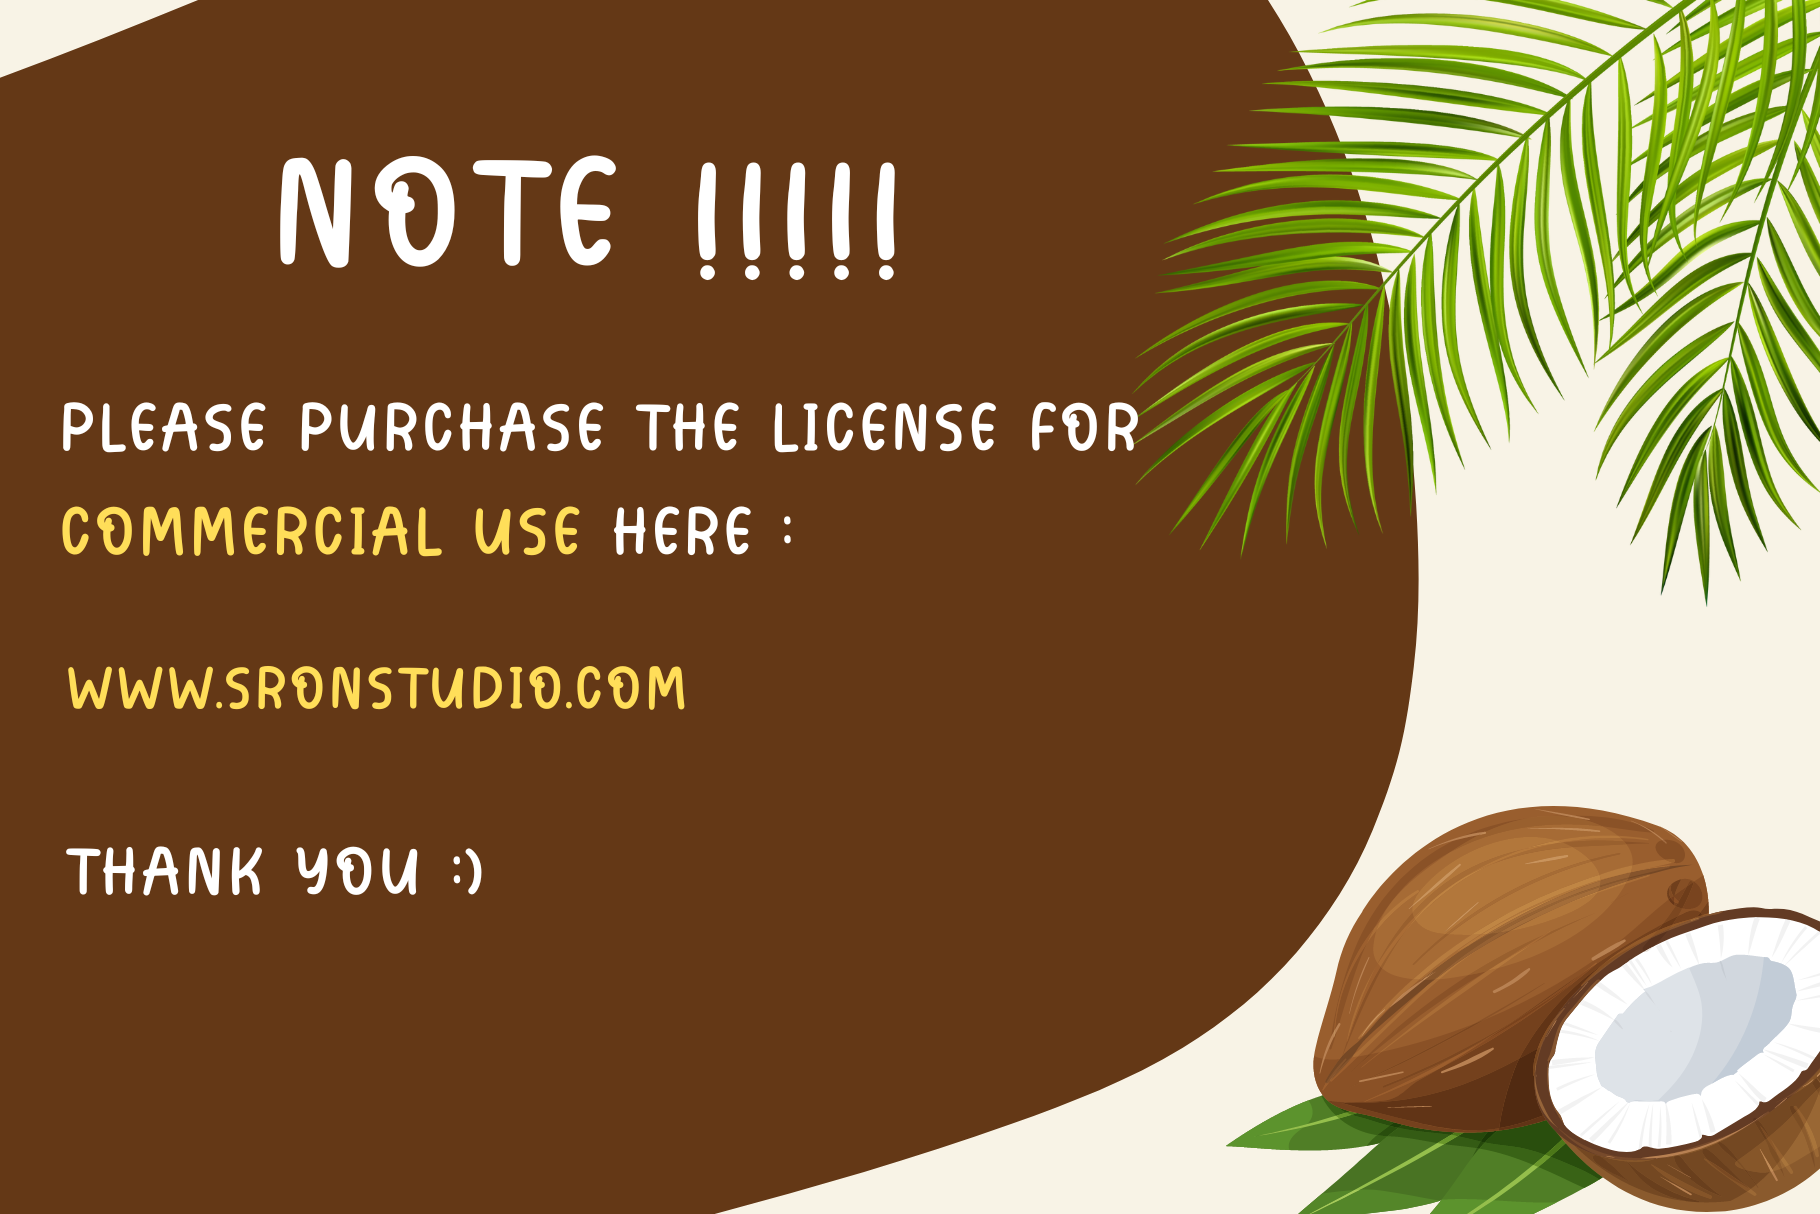 NOTE !!!!!
PLEASE PURCHASE THE LICENSE FOR
COMMERCIAL USE HERE :
WWW.SRONSTUDIO.COM
THANK YOU :)